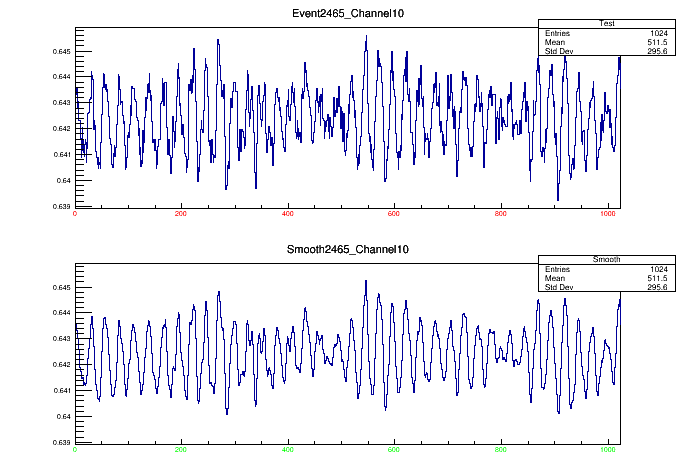 Event2465_Channel10
Test
Entries 1024
Mean 511.5
Std Dev 295.6
0.645
0.644
0.643
0.642
0.641
0.64
0.639
0 200 400 600 800 1000
Smooth2465_Channel10
Smooth
Entries 1024
Mean 511.5
Std Dev 295.6
0.645
0.644
0.643
0.642
0.641
0.64
0.639
0 200 400 600 800 1000